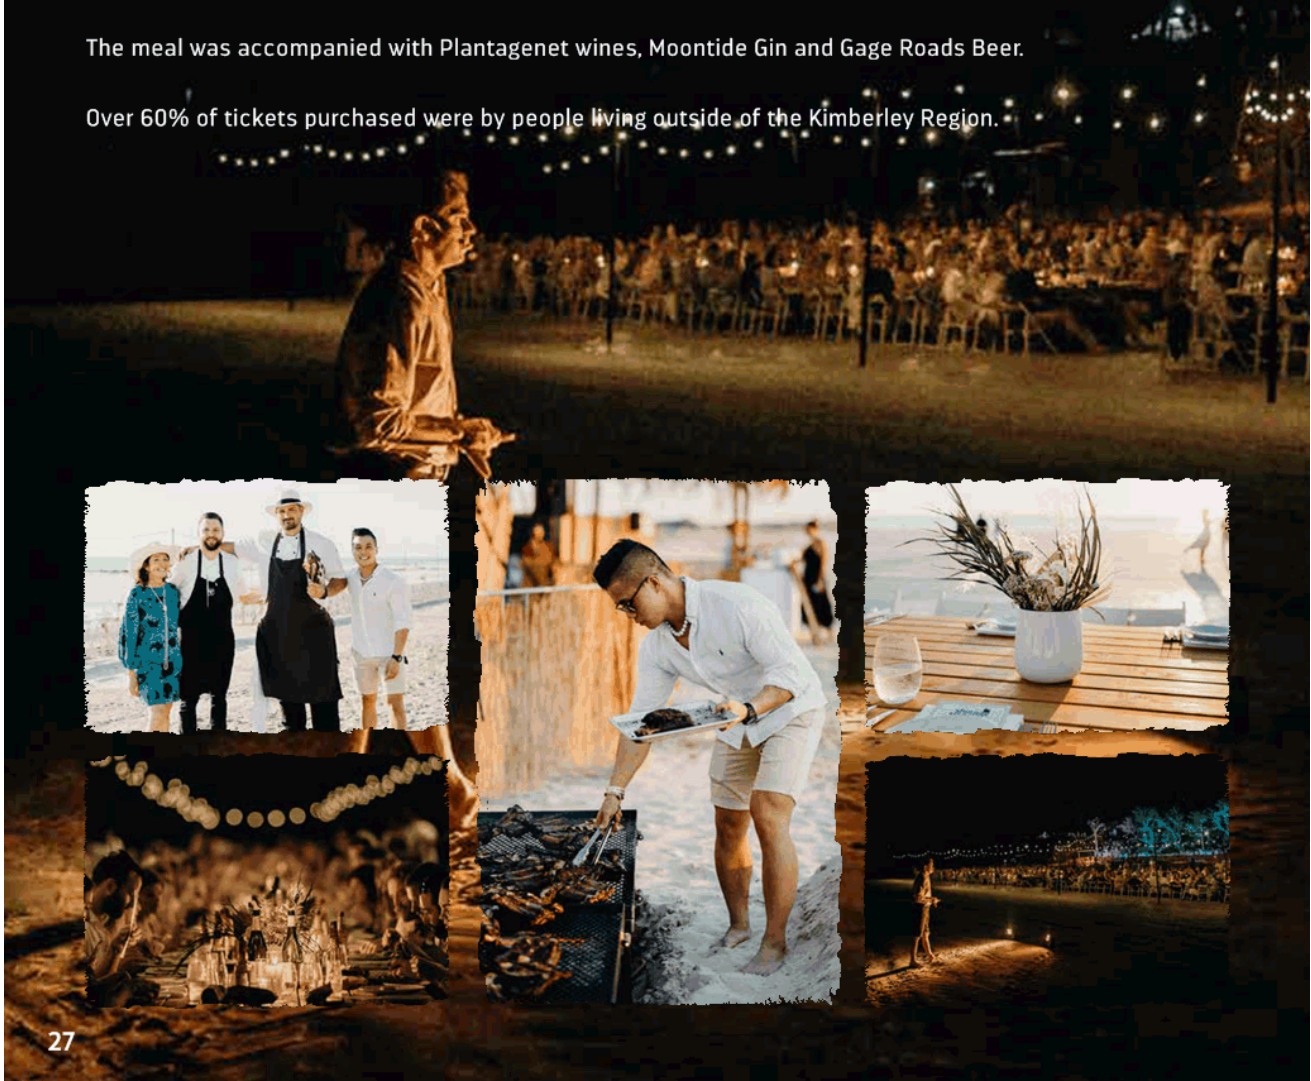 The meal was accompanied with Plantagenet wines, Moontide Gin and Gage Roads Beer.
Over 60% of tickets purchased were by people living outside of the Kimberley Region.
27